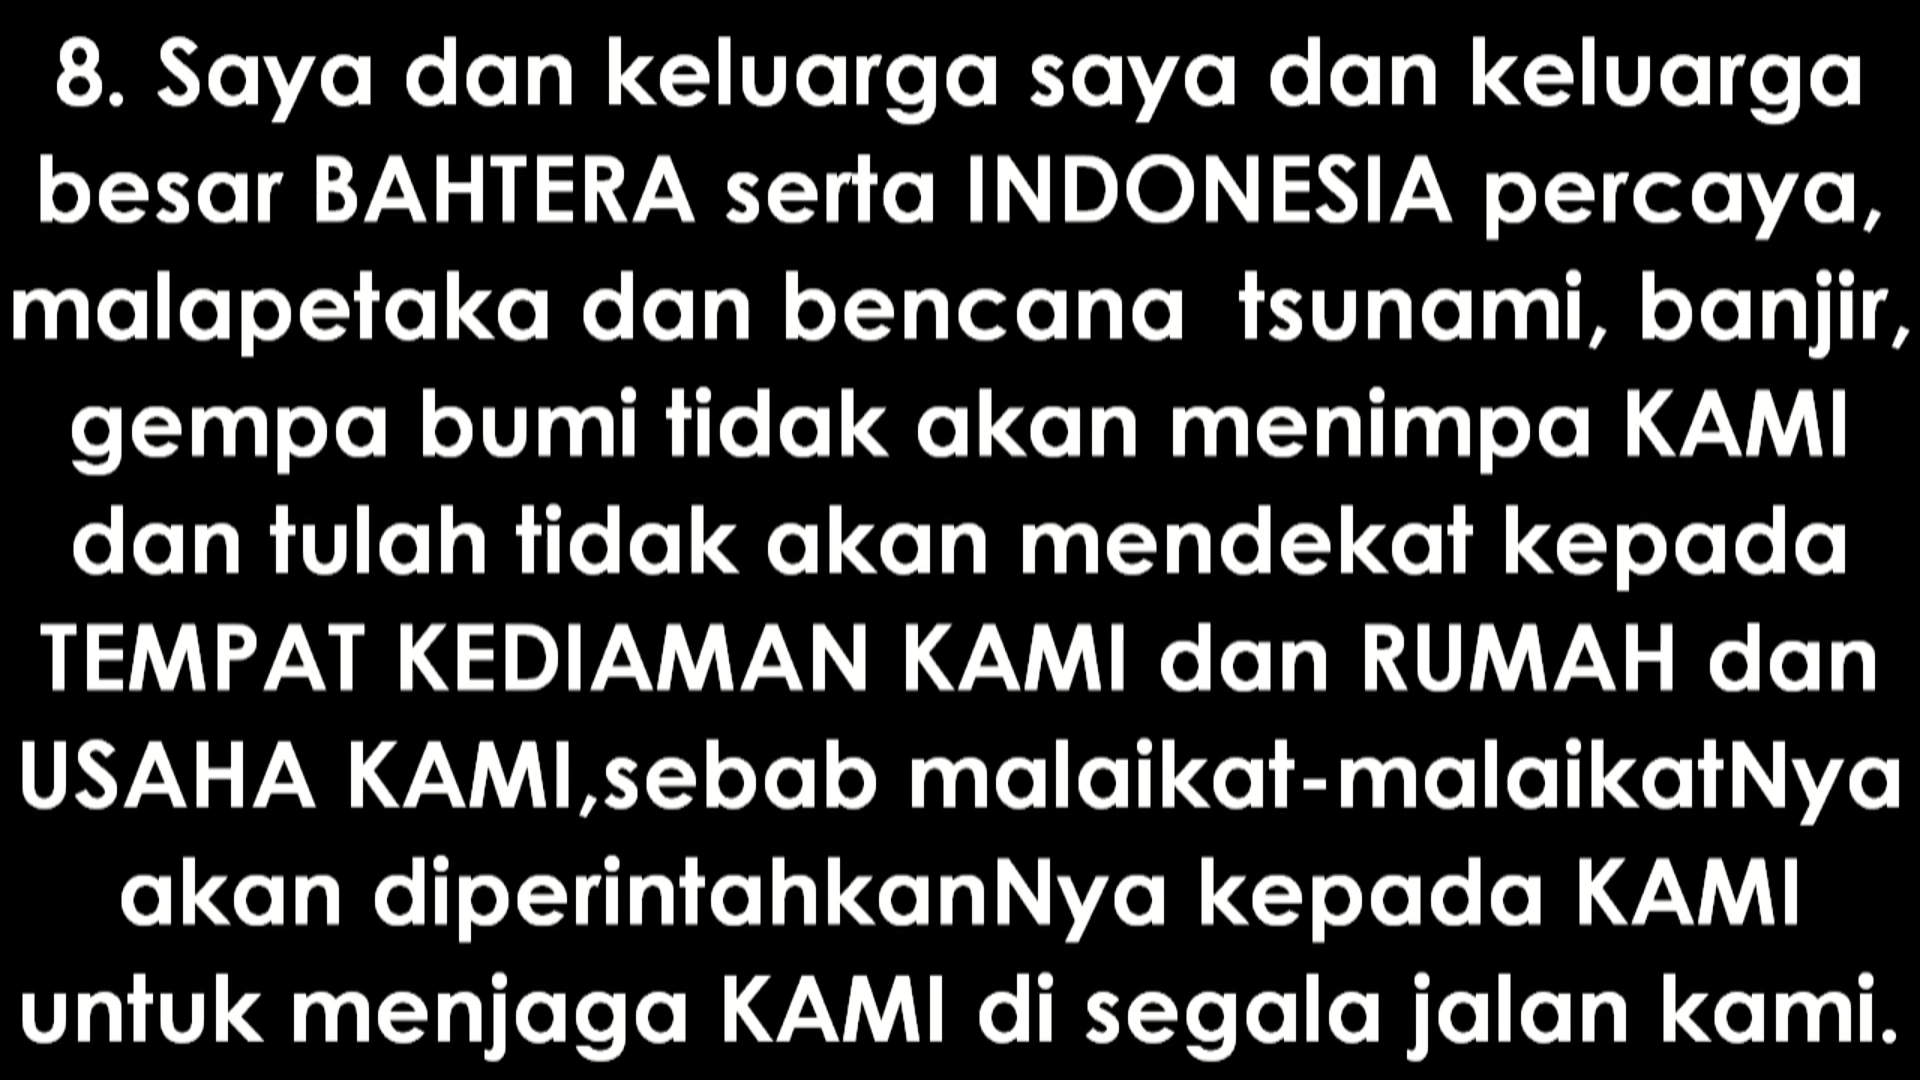 8. Saya dan keluarga saya dan keluarga
besar BAHTERA serta INDONESIA percaya,
malapetaka dan bencana  tsunami, banjir,
gempa bumi tidak akan menimpa KAMI
dan tulah tidak akan mendekat kepada
TEMPAT KEDIAMAN KAMI dan RUMAH dan
USAHA KAMI,sebab malaikat-malaikatNya
akan diperintahkanNya kepada KAMI
untuk menjaga KAMI di segala jalan kami.